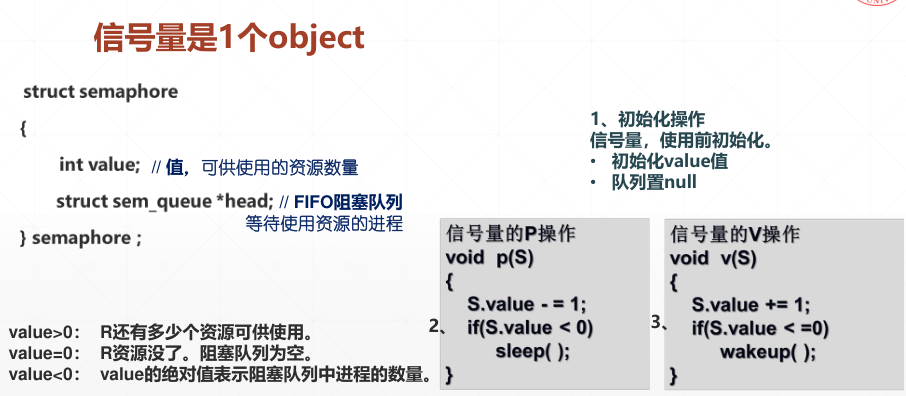 信号量是1个object
struct semaphore
{
int value; // 值，可供使用的资源数量
struct sem_queue *head; // FIFO阻塞队列
等待使用资源的进程
} semaphore ;
value>0： R还有多少个资源可供使用。
value=0： R资源没了。阻塞队列为空。
value<0： value的绝对值表示阻塞队列中进程的数量。
1、初始化操作
信号量，使用前初始化。
• 初始化value值
• 队列置null
2、
信号量的P操作
void p(S)
{
S.value - = 1;
if(S.value < 0)
sleep( );
}
3、
信号量的V操作
void v(S)
{
S.value += 1;
if(S.value < =0)
wakeup( );
}